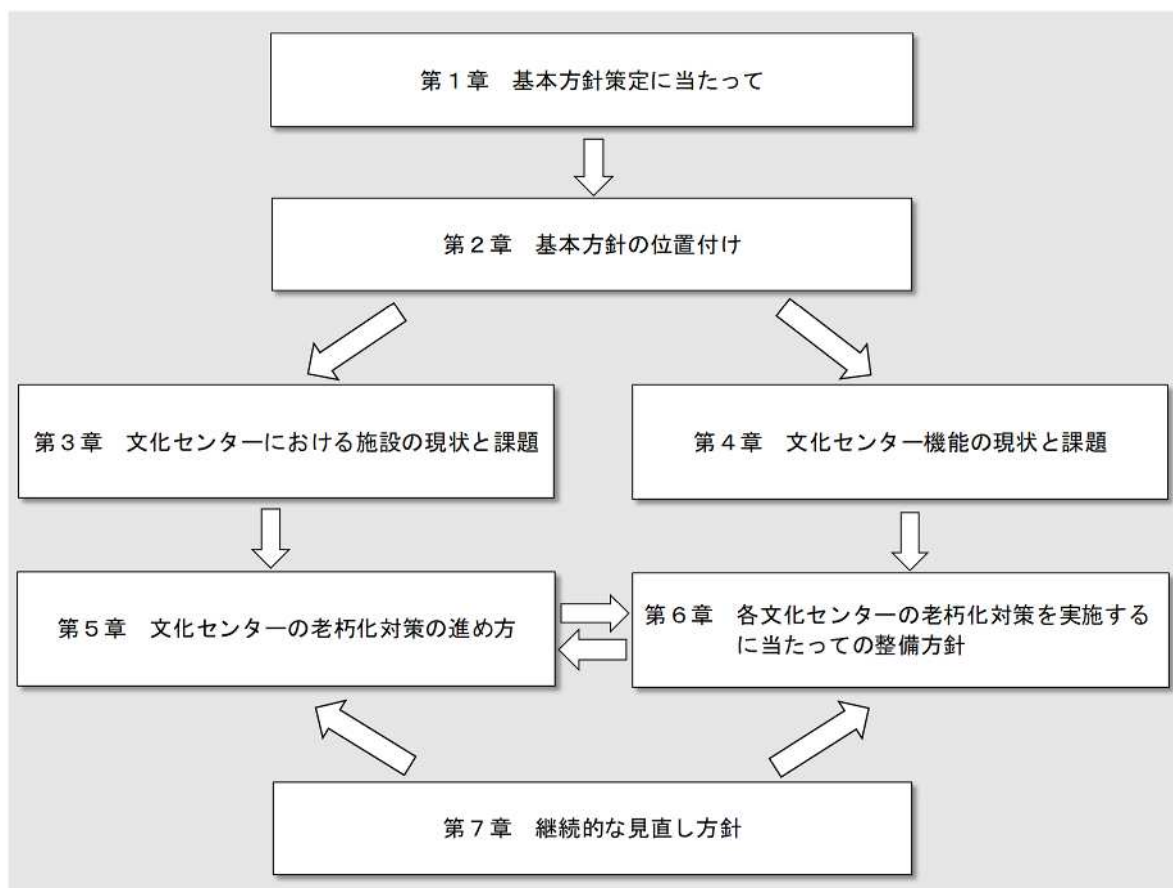 第１章　基本方針策定に当たって
第２章　基本方針の位置付け
第３章　文化センターにおける施設の現状と課題
第４章　文化センター機能の現状と課題
第５章　文化センターの老朽化対策の進め方
第６章　各文化センターの老朽化対策を実施する
に当たっての整備方針
第７章　継続的な見直し方針